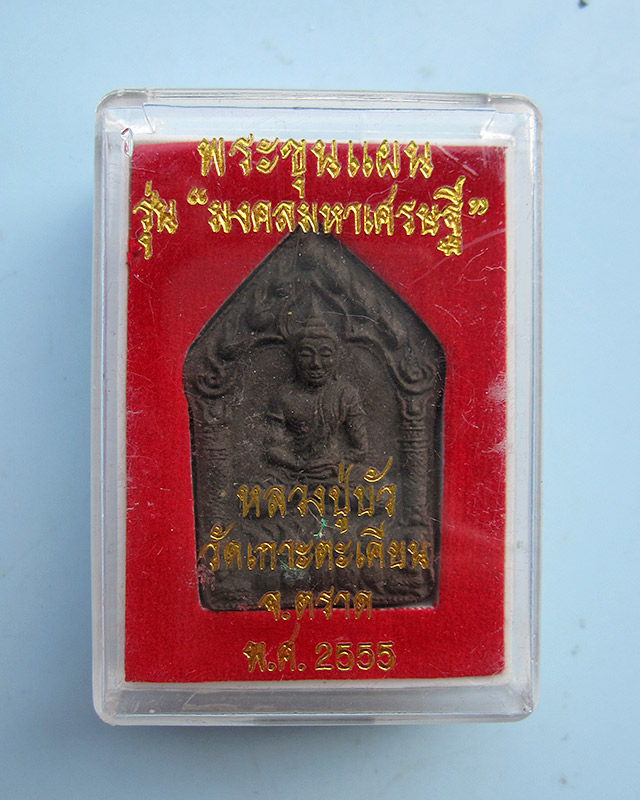 พระขุนแผน
รุ่น “มงคลมหาเศรษฐี”
หลวงปู่บัว
วัดเกาะตะเคียน
จ.ตราด
พ.ศ. 2555